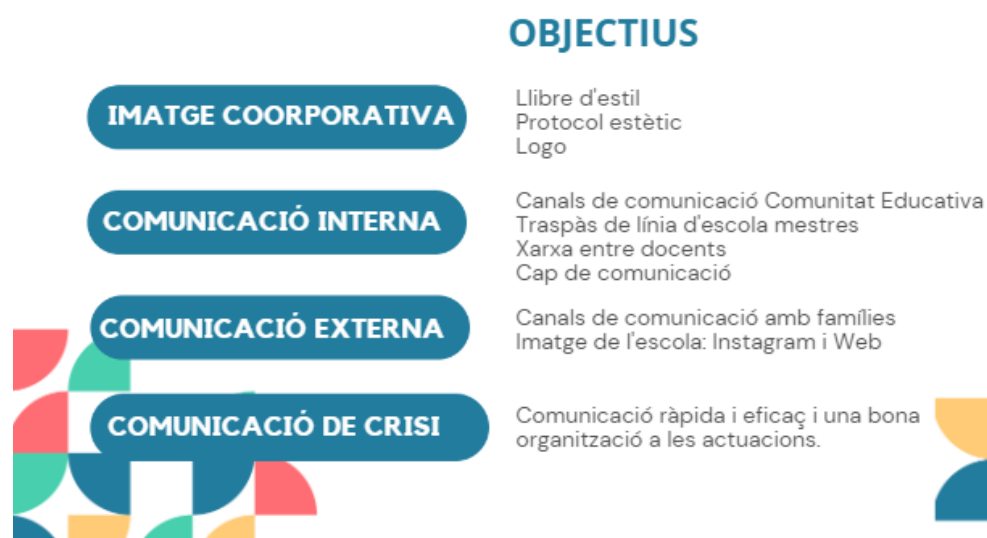 OBJECTIUS
IMATGE COORPORATIVA
Llibre d'estil
Protocol estètic
Logo
COMUNICACIÓ INTERNA
Canals de comunicació Comunitat Educativa
Traspàs de línia d'escola mestres
Xarxa entre docents
Cap de comunicació
COMUNICACIÓ EXTERNA
Canals de comunicació amb famílies
Imatge de l'escola: Instagram i Web
COMUNICACIÓ DE CRISI
Comunicació ràpida i eficaç i una bona
organització a les actuacions.